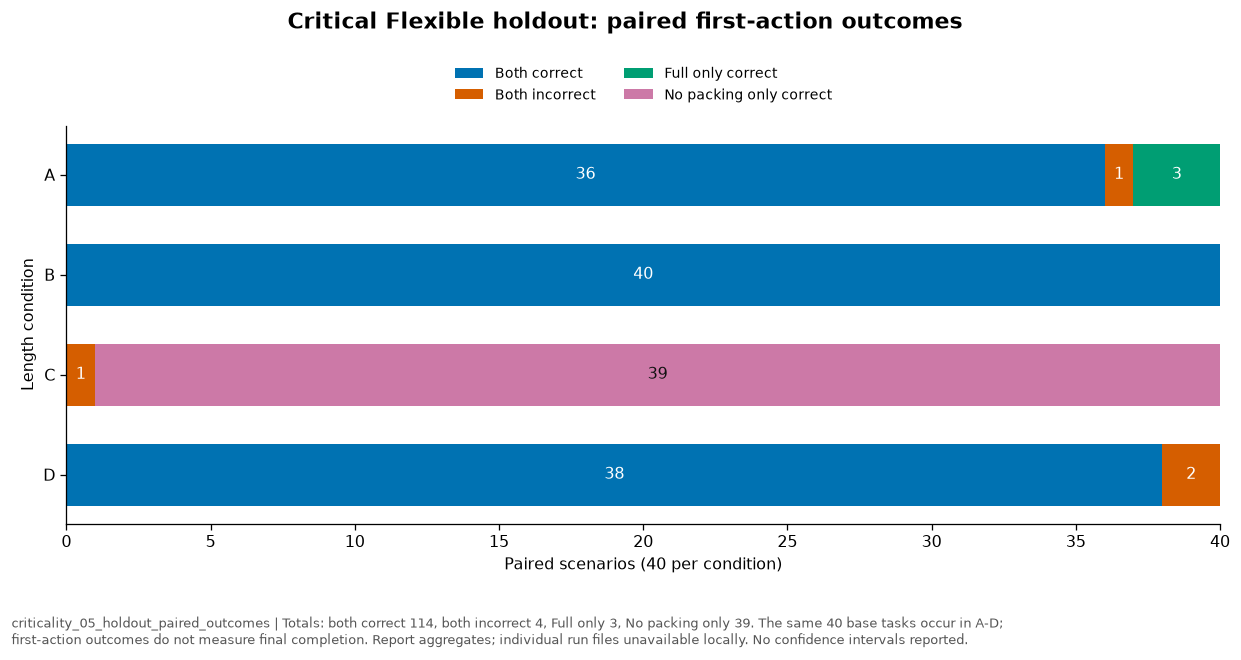 Critical Flexible holdout: paired first-action outcomes
Both correct
Full only correct
Both incorrect
No packing only correct
Length condition
A
36
1
3
B
40
C
1
39
D
38
2
0
5
10
15
20
25
30
35
40
Paired scenarios (40 per condition)
criticality_05_holdout_paired_outcomes | Totals: both correct 114, both incorrect 4, Full only 3, No packing only 39. The same 40 base tasks occur in A-D;
first-action outcomes do not measure final completion. Report aggregates; individual run files unavailable locally. No confidence intervals reported.